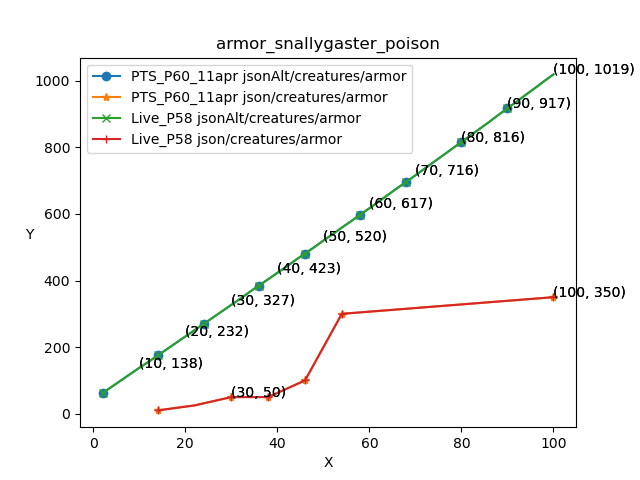 armor_snallygaster_poison
PTS_P60_11apr jsonAlt/creatures/armor
PTS_P60_11apr json/creatures/armor
Live_P58 jsonAlt/creatures/armor
Live_P58 json/creatures/armor
(100, 1019)
(90, 917)
(80, 816)
(70, 716)
(60, 617)
(50, 520)
(40, 423)
(30, 327)
(20, 232)
(10, 138)
(100, 350)
(30, 50)
Y
1000
800
600
400
200
0
0 20 40 60 80 100
X